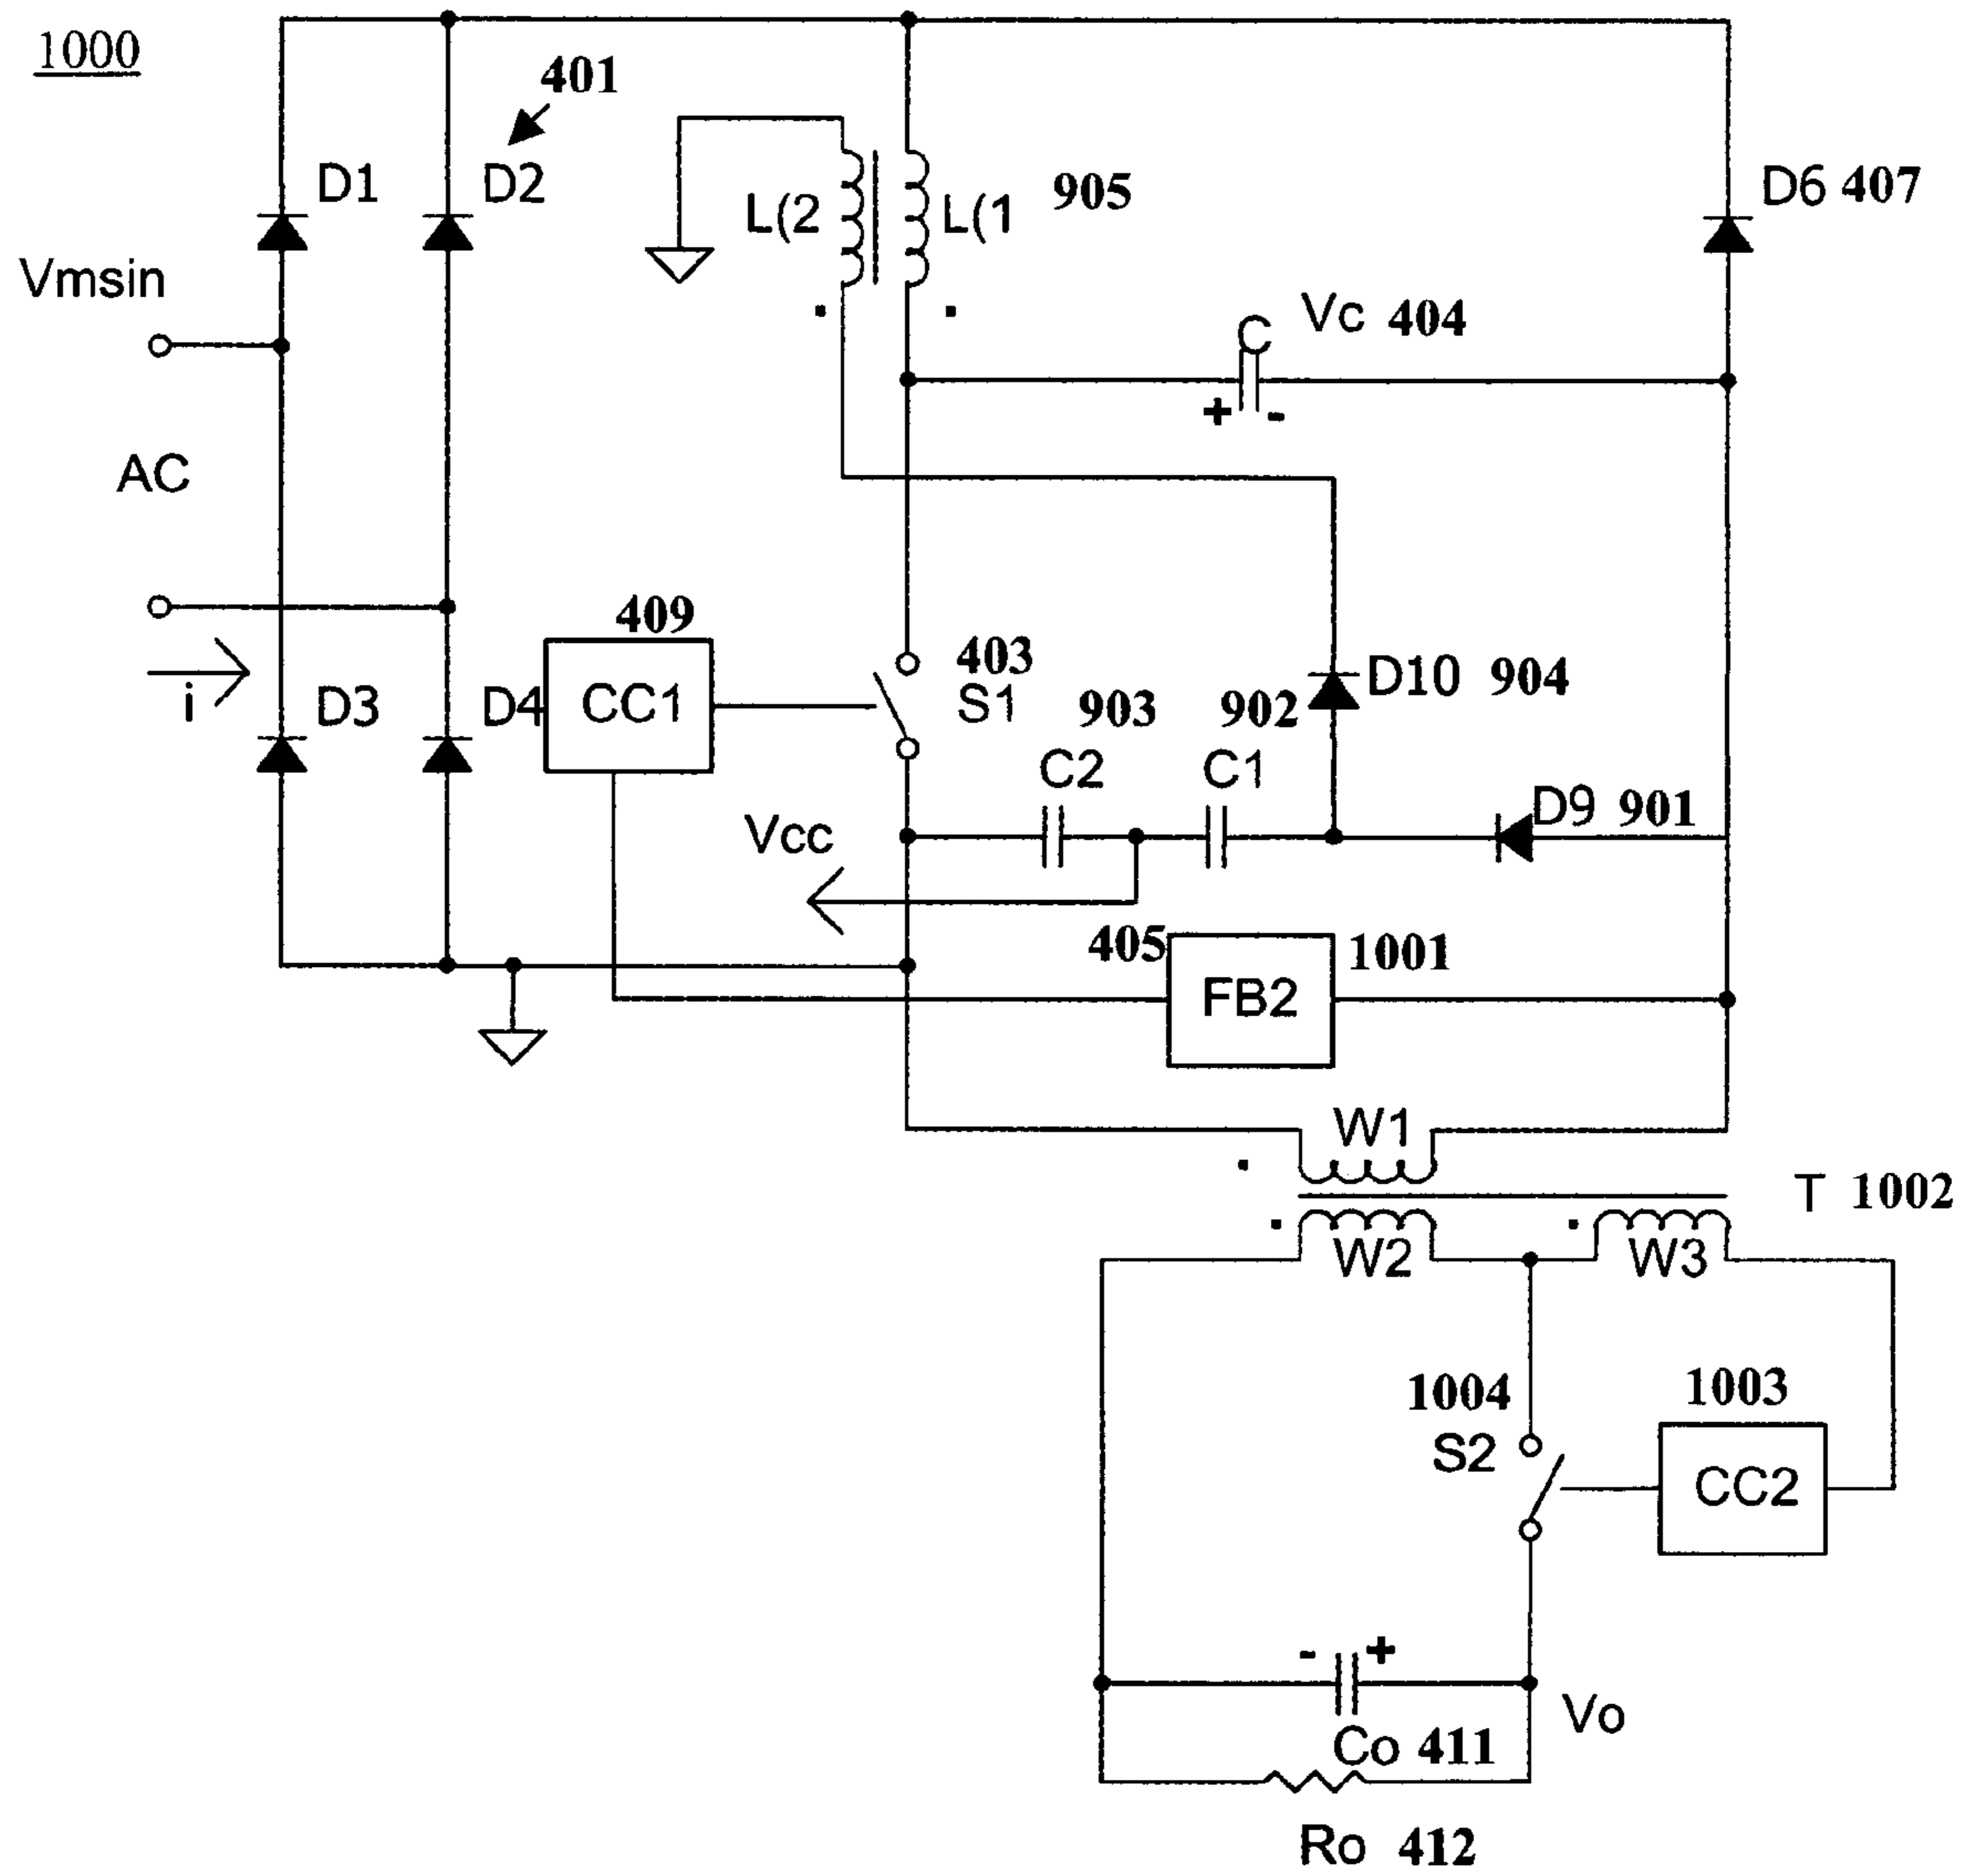 1000
401
D1
D2
L(2
L(1
905
D6 407
Vmsin
C
Vc 404
+ -
AC
409
CC1
403
S1
D10 904
903
902
i
D3
D4
C2
C1
D9 901
Vcc
405
FB2
1001
W1
T 1002
W2
W3
1004
S2
1003
CC2
- +
Vo
Co 411
Ro 412